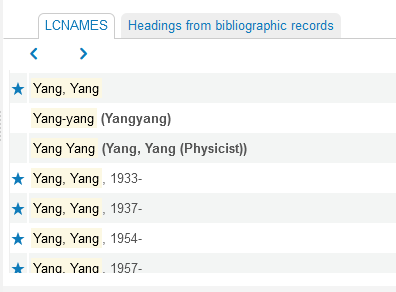 LCNAMES Headings from bibliographic records
Yang, Yang
Yang-yang (Yangyang)
Yang Yang (Yang, Yang (Physicist))
Yang, Yang , 1933-
Yang, Yang , 1937-
Yang, Yang , 1954-
Yang, Yang , 1957-